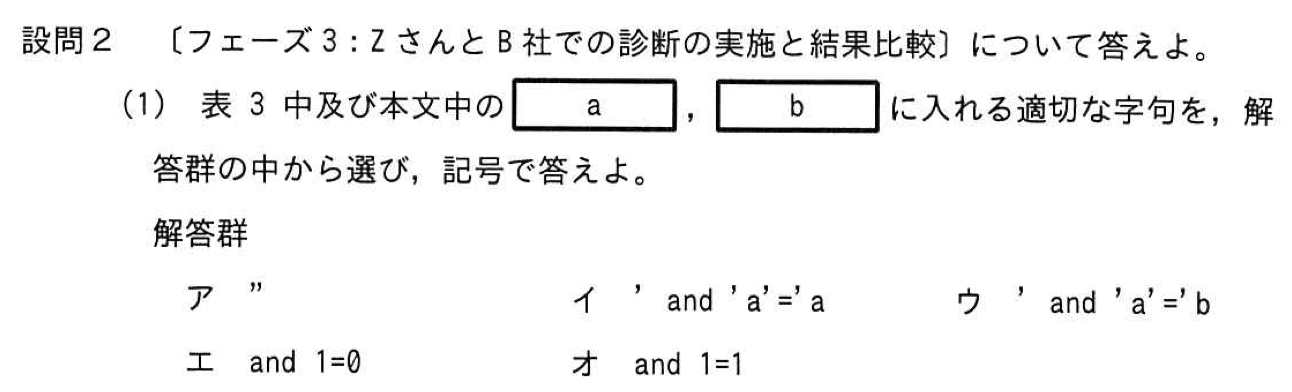 設問2 〔フェーズ3：ZさんとB社での診断の実施と結果比較〕について答えよ。
(1) 表 3 中及び本文中の a ， b に入れる適切な字句を，解
答群の中から選び，記号で答えよ。
解答群
ア ” イ ’ and ’a’=’a ウ ’ and ’a’=’b
エ and 1=0 オ and 1=1